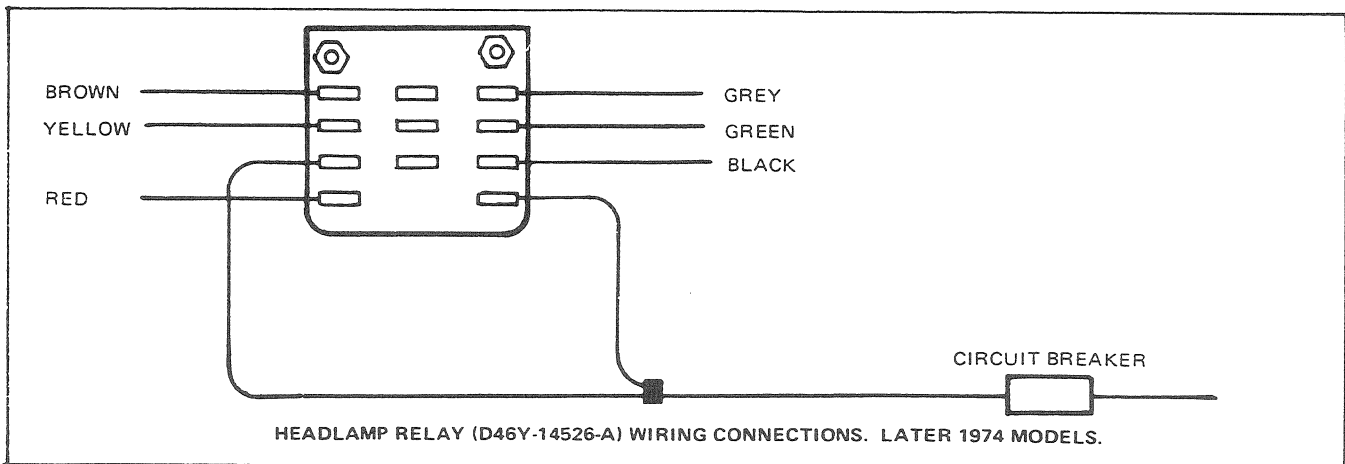 BROWN
GREY
YELLOW
GREEN
BLACK
RED
CIRCUIT BREAKER
HEADLAMP RELAY (D46Y-14526-A) WIRING CONNECTIONS. LATER 1974 MODELS.